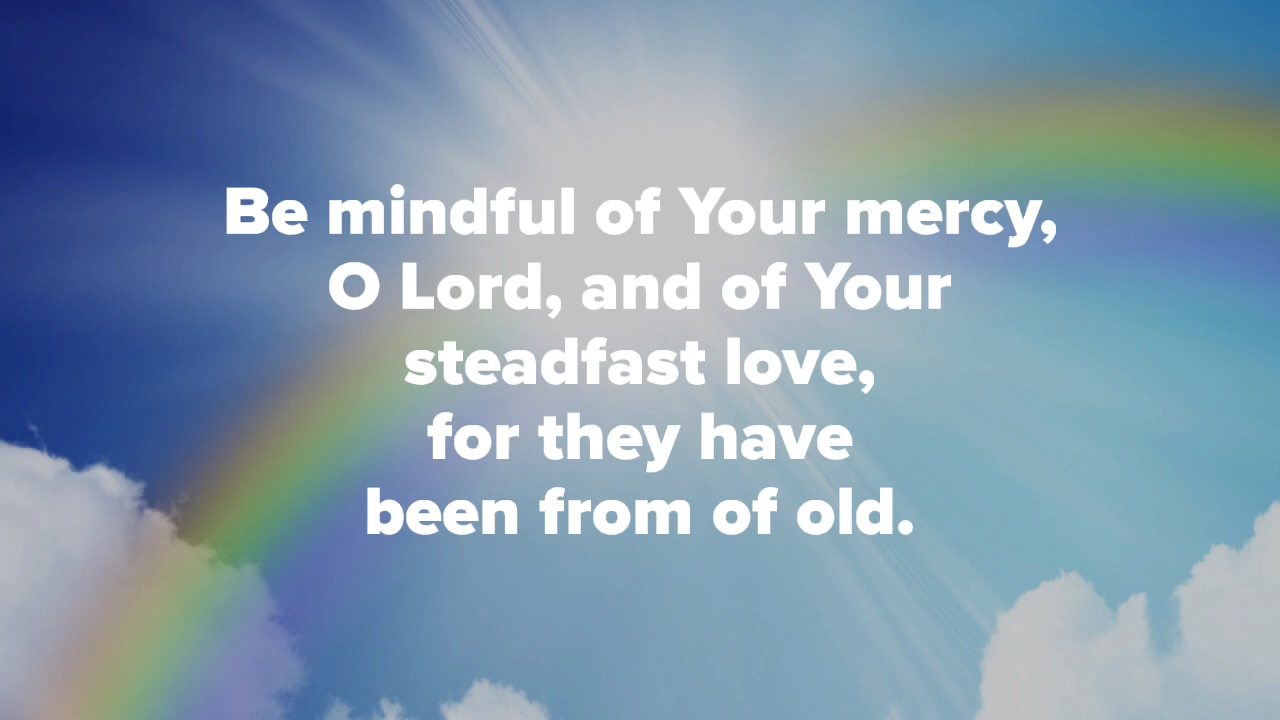 Be mindful of Your mercy,
O Lord, and of Your
steadfast love,
for they have
been from of old.